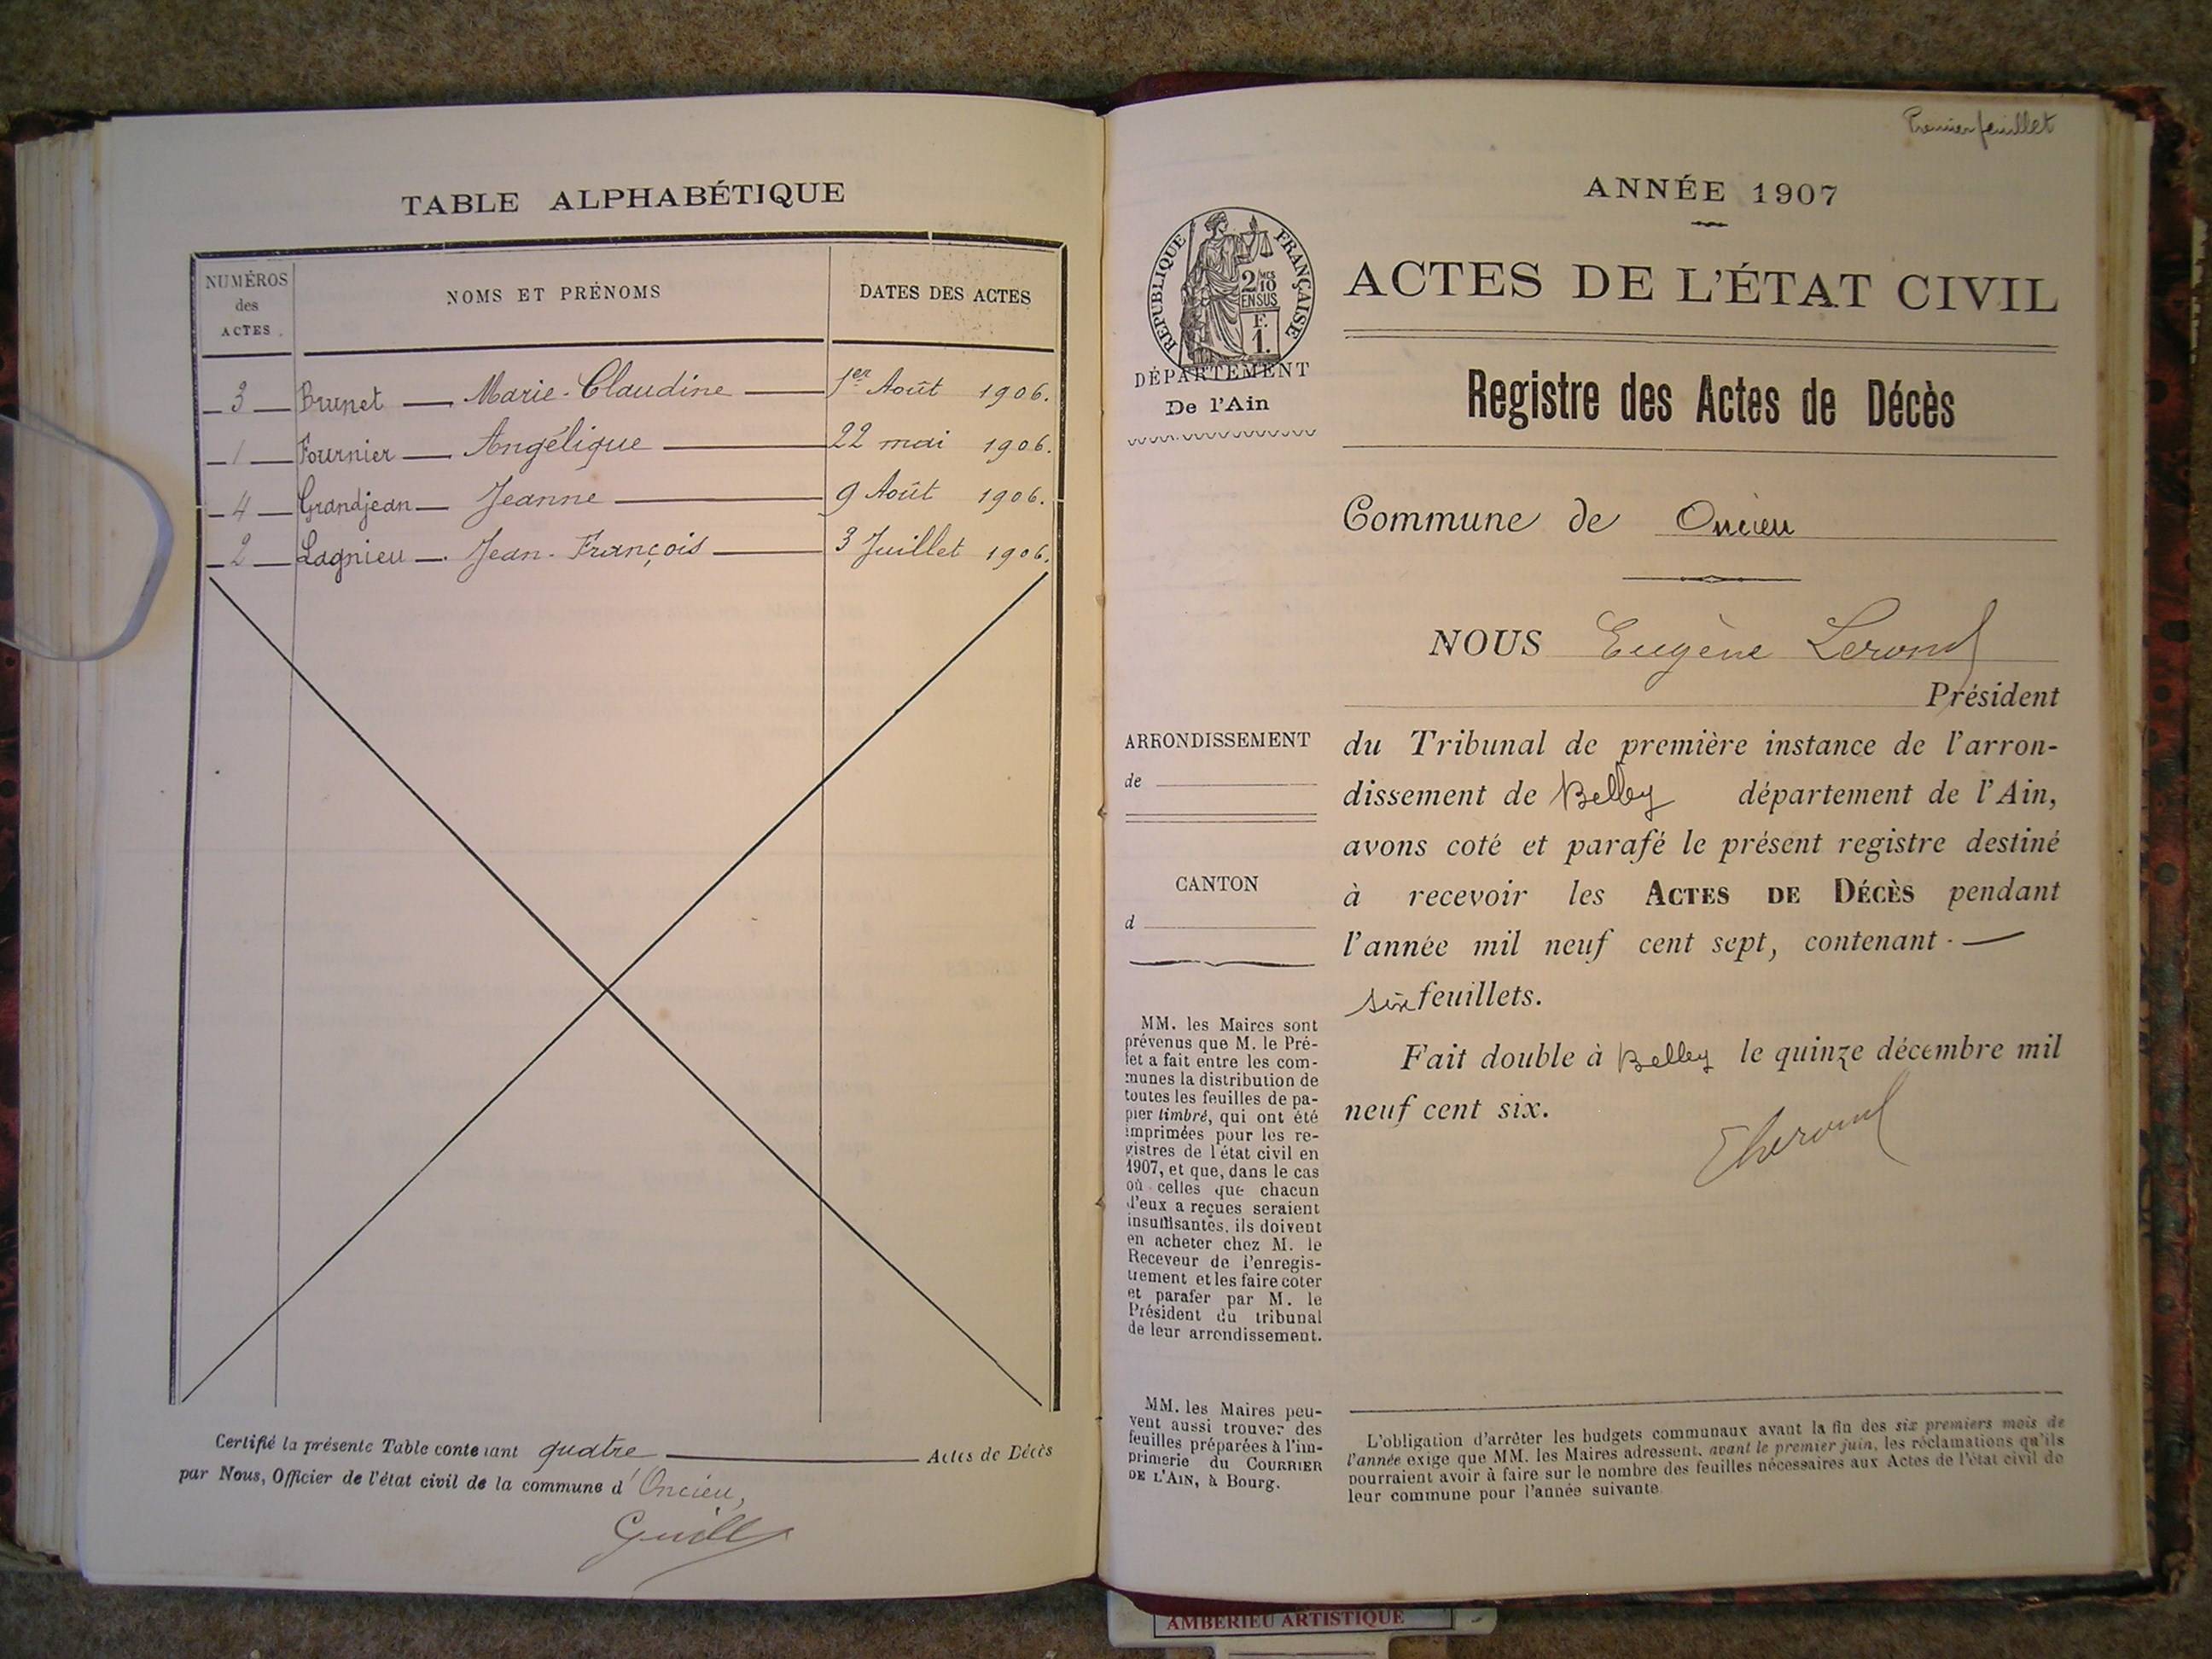 TABLE ALPHABÉTIQUE
NUMÉROS des ACTES
NOMS ET PRÉNOMS
DATES DES ACTES
3 Brunet Marie-Claudine 1er Août 1906.
1 Fournier Angélique 22 mai 1906.
4 Grandjean Jeanne 9 Août 1906.
2 Lagnieu Jean-François 3 Juillet 1906.
Certifié la présente Table contenant quatre Actes de Décès
par Nous, Officier de l'état civil de la commune d'Oncieu,
Premier feuillet
ANNÉE 1907
RÉPUBLIQUE FRANÇAISE
2/10 EN SUS
F. 1.
DÉPARTEMENT
De l'Ain
ACTES DE L'ÉTAT CIVIL
Registre des Actes de Décès
Commune de Oncieu
NOUS Eugène Lerond
Président
du Tribunal de première instance de l'arron-
dissement de Belley département de l'Ain,
avons coté et parafé le présent registre destiné
à recevoir les ACTES DE DÉCÈS pendant
l'année mil neuf cent sept, contenant
six feuillets.
Fait double à Belley le quinze décembre mil
neuf cent six.
ELerond
ARRONDISSEMENT
de
CANTON
d
MM. les Maires sont
prévenus que M. le Pré-
fet a fait entre les com-
munes la distribution de
toutes les feuilles de pa-
pier timbré, qui ont été
imprimées pour les re-
gistres de l'état civil en
1907, et que, dans le cas
où celles que chacun
d'eux a reçues seraient
insuffisantes, ils doivent
en acheter chez M. le
Receveur de l'enregis-
trement et les faire coter
et parafer par M. le
Président du tribunal
de leur arrondissement.
MM. les Maires peu-
vent aussi trouver des
feuilles préparées à l'im-
primerie du COURRIER
DE L'AIN, à Bourg.
L'obligation d'arrêter les budgets communaux avant la fin des six premiers mois de
l'année exige que MM. les Maires adressent, avant le premier juin, les réclamations qu'ils
pourraient avoir à faire sur le nombre des feuilles nécessaires aux Actes de l'état civil de
leur commune pour l'année suivante.
AMBERIEU ARTISTIQUE